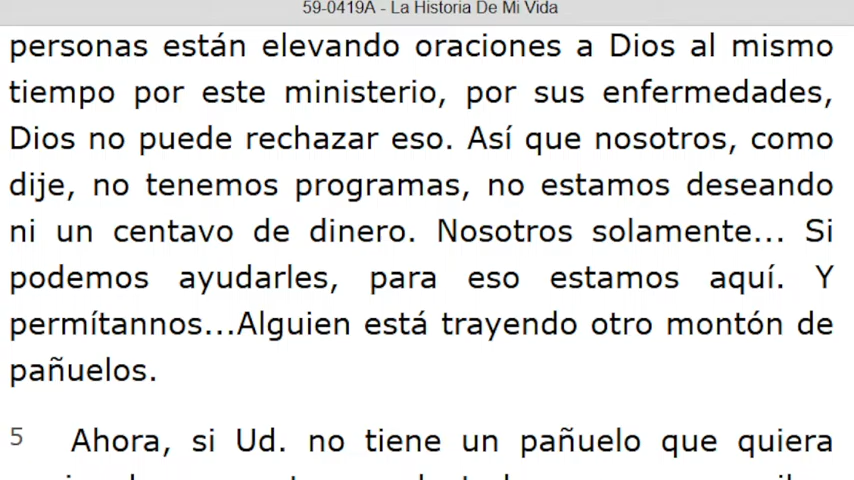 59-0419A - La Historia De Mi Vida
personas están elevando oraciones a Dios al mismo
tiempo por este ministerio, por sus enfermedades,
Dios no puede rechazar eso. Así que nosotros, como
dije, no tenemos programas, no estamos deseando
ni un centavo de dinero. Nosotros solamente... Si
podemos ayudarles, para eso estamos aquí. Y
permítannos...Alguien está trayendo otro montón de
pañuelos.
5 Ahora, si Ud. no tiene un pañuelo que quiera